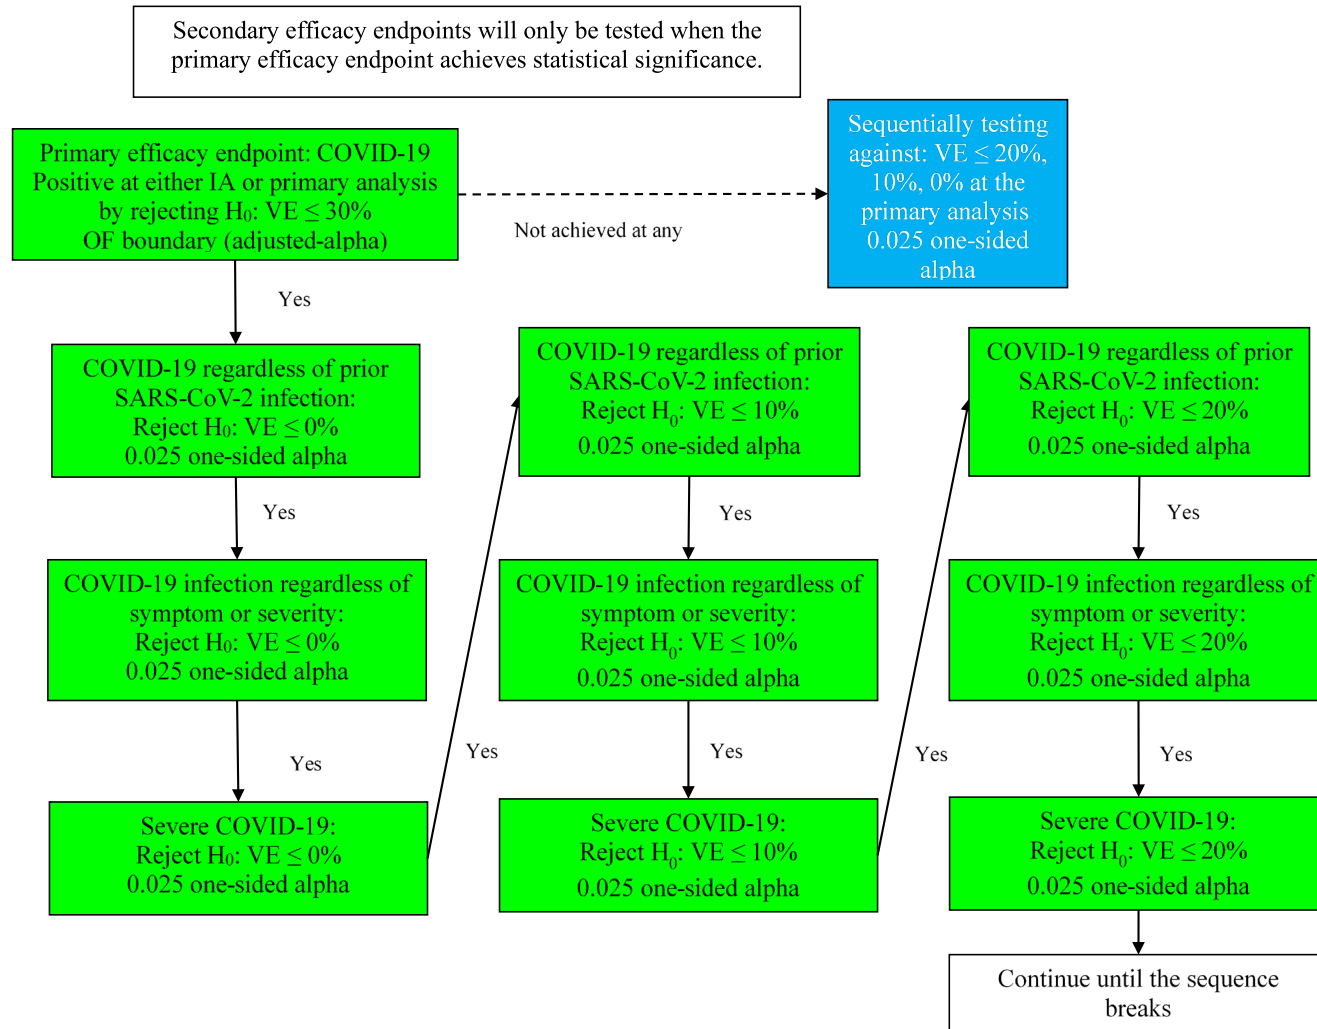 Secondary efficacy endpoints will only be tested when the
primary efficacy endpoint achieves statistical significance.
Primary efficacy endpoint: COVID-19
Positive at either IA or primary analysis
by rejecting H₀: VE ≤ 30%
OF boundary (adjusted-alpha)
Not achieved at any
Sequentially testing
against: VE ≤ 20%,
10%, 0% at the
primary analysis
0.025 one-sided
alpha
Yes
COVID-19 regardless of prior
SARS-CoV-2 infection:
Reject H₀: VE ≤ 0%
0.025 one-sided alpha
Yes
COVID-19 infection regardless of
symptom or severity:
Reject H₀: VE ≤ 0%
0.025 one-sided alpha
Yes
Severe COVID-19:
Reject H₀: VE ≤ 0%
0.025 one-sided alpha
Yes
COVID-19 regardless of prior
SARS-CoV-2 infection:
Reject H₀: VE ≤ 10%
0.025 one-sided alpha
Yes
COVID-19 infection regardless of
symptom or severity:
Reject H₀: VE ≤ 10%
0.025 one-sided alpha
Yes
Severe COVID-19:
Reject H₀: VE ≤ 10%
0.025 one-sided alpha
Yes
COVID-19 regardless of prior
SARS-CoV-2 infection:
Reject H₀: VE ≤ 20%
0.025 one-sided alpha
Yes
COVID-19 infection regardless of
symptom or severity:
Reject H₀: VE ≤ 20%
0.025 one-sided alpha
Yes
Severe COVID-19:
Reject H₀: VE ≤ 20%
0.025 one-sided alpha
Continue until the sequence
breaks